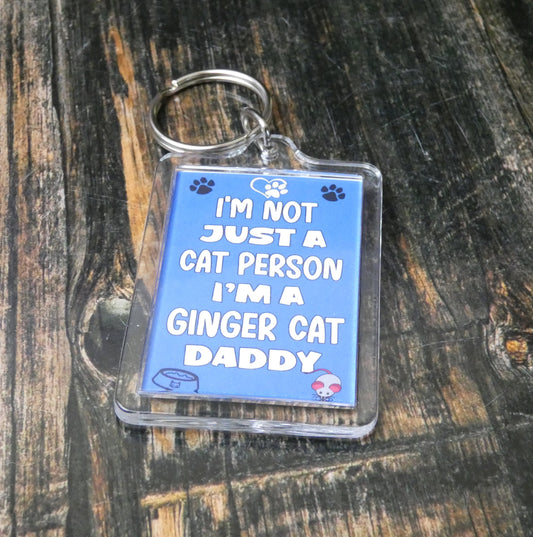 I'M NOT
JUST A
CAT PERSON
I'M A
GINGER CAT
DADDY